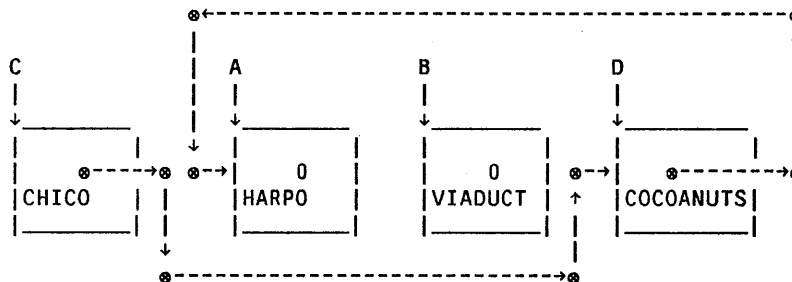 C A B D
0 0
CHICO HARPO VIADUCT COCOANUTS